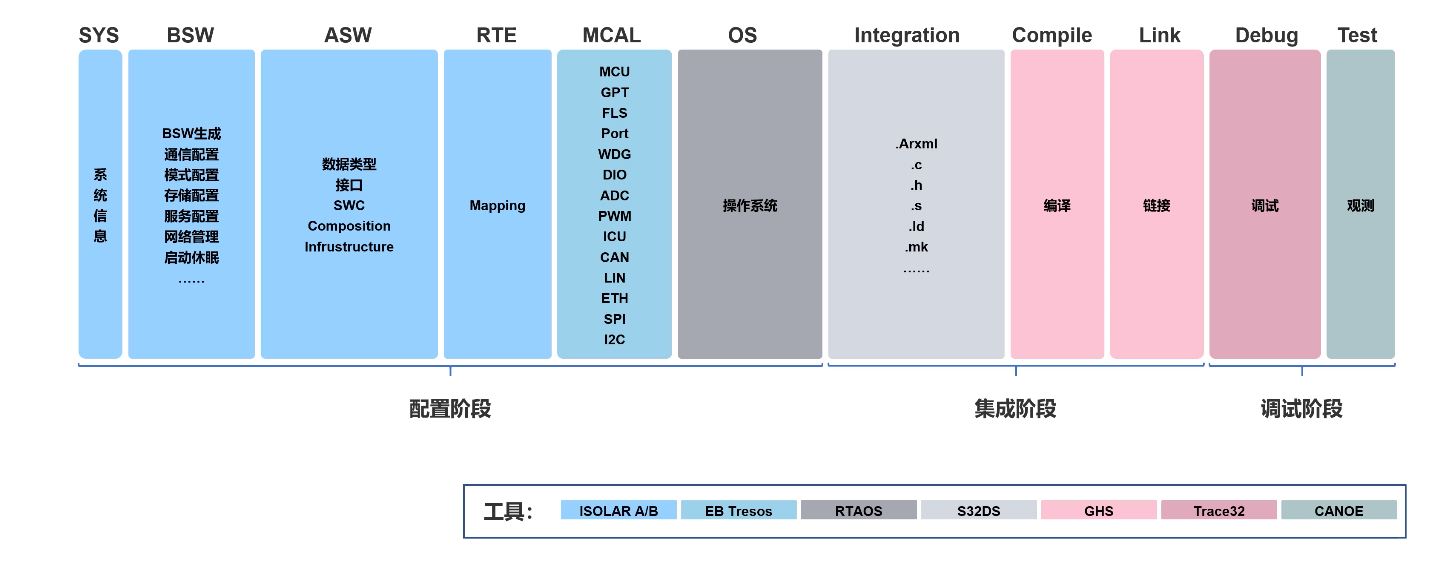 SYS
BSW
ASW
RTE
MCAL
OS
Integration
Compile
Link
Debug
Test
系
统
信
息
BSW生成
通信配置
模式配置
存储配置
服务配置
网络管理
启动休眠
......
数据类型
接口
SWC
Composition
Infrustructure
Mapping
MCU
GPT
FLS
Port
WDG
DIO
ADC
PWM
ICU
CAN
LIN
ETH
SPI
I2C
操作系统
.Arxml
.c
.h
.s
.ld
.mk
......
编译
链接
调试
观测
配置阶段
集成阶段
调试阶段
工具：
ISOLAR A/B
EB Tresos
RTAOS
S32DS
GHS
Trace32
CANOE